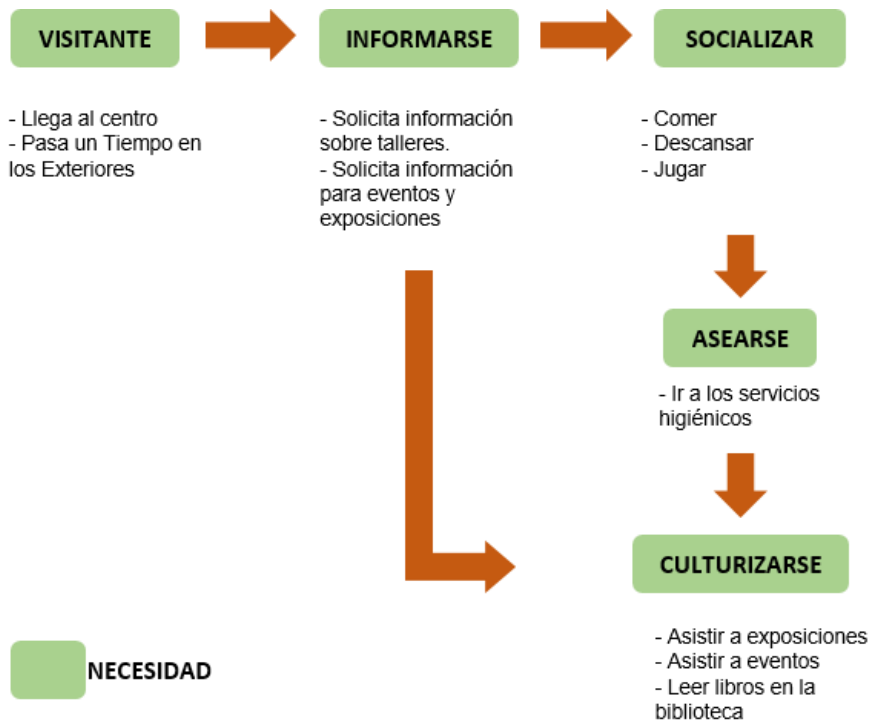 VISITANTE
- Llega al centro
- Pasa un Tiempo en
los Exteriores
INFORMARSE
- Solicita información
sobre talleres.
- Solicita información
para eventos y
exposiciones
SOCIALIZAR
- Comer
- Descansar
- Jugar
ASEARSE
- Ir a los servicios
higiénicos
CULTURIZARSE
- Asistir a exposiciones
- Asistir a eventos
- Leer libros en la
biblioteca
NECESIDAD